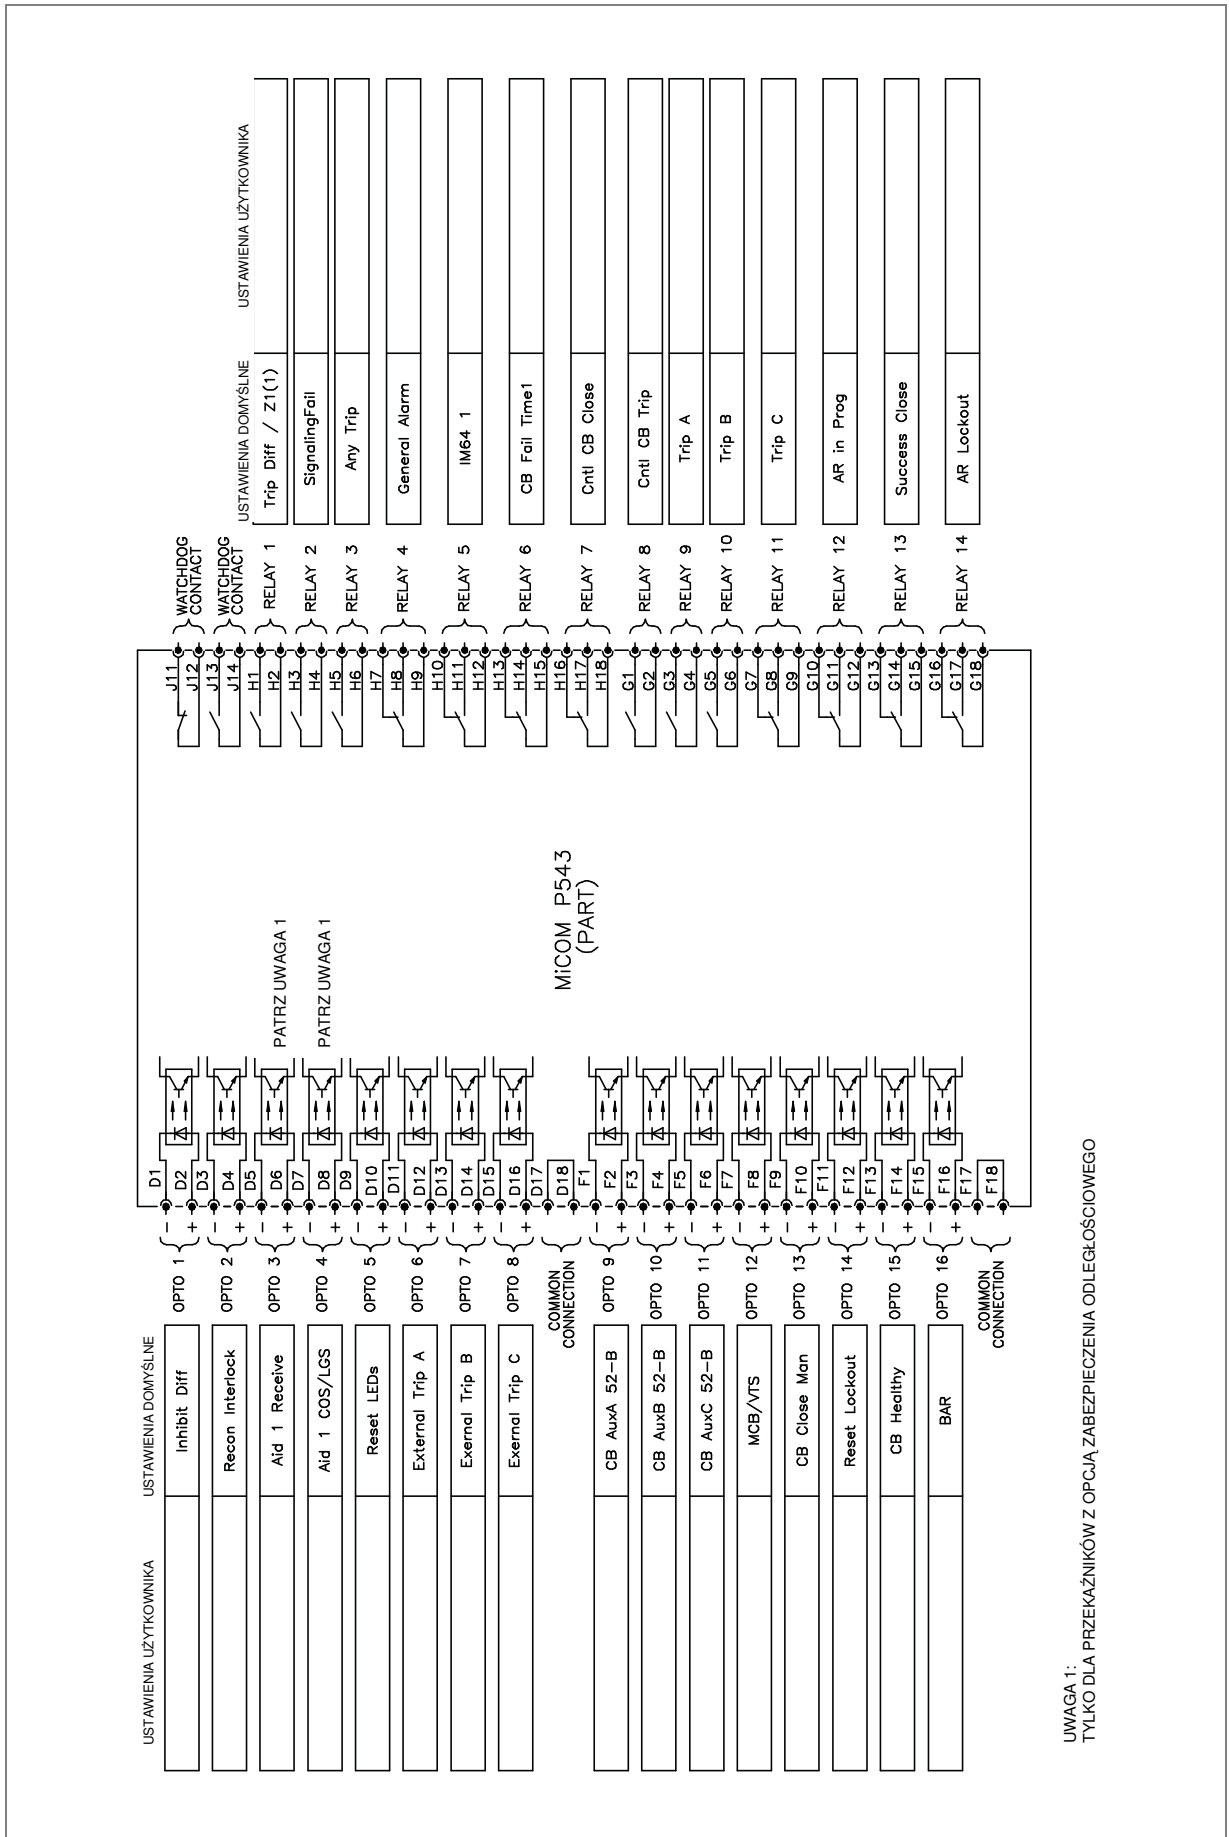 USTAWIENIA UŻYTKOWNIKA
USTAWIENIA DOMYŚLNE
Inhibit Diff
OPTO 1
–
+
D1
D2
Recon Interlock
OPTO 2
–
+
D3
D4
Aid 1 Receive
OPTO 3
–
+
D5
D6
PATRZ UWAGA 1
Aid 1 COS/LGS
OPTO 4
–
+
D7
D8
PATRZ UWAGA 1
Reset LEDs
OPTO 5
–
+
D9
D10
External Trip A
OPTO 6
–
+
D11
D12
Exernal Trip B
OPTO 7
–
+
D13
D14
Exernal Trip C
OPTO 8
–
+
D15
D16
COMMON
CONNECTION
D17
D18
CB AuxA 52–B
OPTO 9
–
+
F1
F2
CB AuxB 52–B
OPTO 10
–
+
F3
F4
CB AuxC 52–B
OPTO 11
–
+
F5
F6
MCB/VTS
OPTO 12
–
+
F7
F8
CB Close Man
OPTO 13
–
+
F9
F10
Reset Lockout
OPTO 14
–
+
F11
F12
CB Healthy
OPTO 15
–
+
F13
F14
BAR
OPTO 16
–
+
F15
F16
COMMON
CONNECTION
F17
F18
MiCOM P543
(PART)
USTAWIENIA DOMYŚLNE
USTAWIENIA UŻYTKOWNIKA
J11
J12
WATCHDOG
CONTACT
J13
J14
WATCHDOG
CONTACT
H1
H2
RELAY 1
Trip Diff / Z1(1)
H3
H4
RELAY 2
SignalingFail
H5
H6
RELAY 3
Any Trip
H7
H8
H9
RELAY 4
General Alarm
H10
H11
H12
RELAY 5
IM64 1
H13
H14
H15
RELAY 6
CB Fail Time1
H16
H17
H18
RELAY 7
Cntl CB Close
G1
G2
RELAY 8
Cntl CB Trip
G3
G4
RELAY 9
Trip A
G5
G6
RELAY 10
Trip B
G7
G8
G9
RELAY 11
Trip C
G10
G11
G12
RELAY 12
AR in Prog
G13
G14
G15
RELAY 13
Success Close
G16
G17
G18
RELAY 14
AR Lockout
UWAGA 1:
TYLKO DLA PRZEKAŹNIKÓW Z OPCJĄ ZABEZPIECZENIA ODLEGŁOŚCIOWEGO